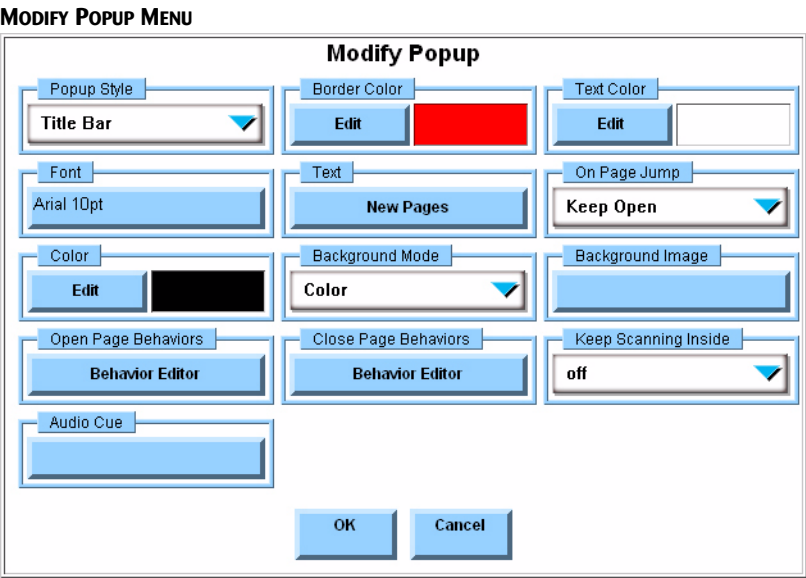 MODIFY POPUP MENU
Modify Popup
Popup Style
Title Bar
Border Color
Edit
Text Color
Edit
Font
Arial 10pt
Text
New Pages
On Page Jump
Keep Open
Color
Edit
Background Mode
Color
Background Image
Open Page Behaviors
Behavior Editor
Close Page Behaviors
Behavior Editor
Keep Scanning Inside
off
Audio Cue
OK
Cancel